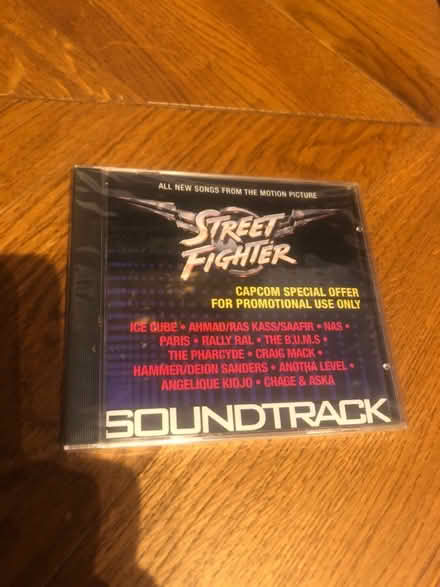 ALL NEW SONGS FROM THE MOTION PICTURE
STREET
FIGHTER
CAPCOM SPECIAL OFFER
FOR PROMOTIONAL USE ONLY
ICE CUBE • AHMAD/RAS KASS/SAAFIR • NAS •
PARIS • RALLY RAL • THE B.U.M.S •
THE PHARCYDE • CRAIG MACK •
HAMMER/DEION SANDERS • ANOTHA LEVEL •
ANGELIQUE KIDJO • CHAGE & ASKA
SOUNDTRACK